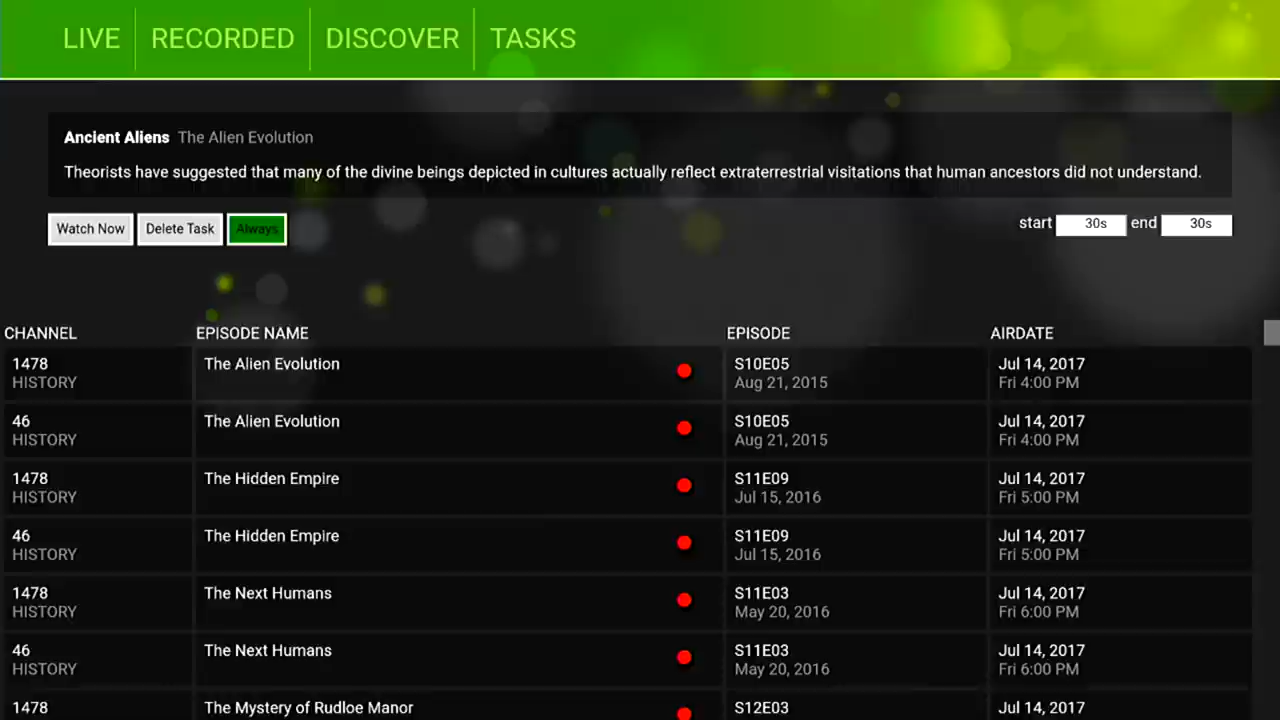 LIVE RECORDED DISCOVER TASKS
Ancient Aliens The Alien Evolution
Theorists have suggested that many of the divine beings depicted in cultures actually reflect extraterrestrial visitations that human ancestors did not understand.
Watch Now Delete Task Always start 30s end 30s
CHANNEL EPISODE NAME EPISODE AIRDATE
1478 The Alien Evolution S10E05 Jul 14, 2017
HISTORY Aug 21, 2015 Fri 4:00 PM
46 The Alien Evolution S10E05 Jul 14, 2017
HISTORY Aug 21, 2015 Fri 4:00 PM
1478 The Hidden Empire S11E09 Jul 14, 2017
HISTORY Jul 15, 2016 Fri 5:00 PM
46 The Hidden Empire S11E09 Jul 14, 2017
HISTORY Jul 15, 2016 Fri 5:00 PM
1478 The Next Humans S11E03 Jul 14, 2017
HISTORY May 20, 2016 Fri 6:00 PM
46 The Next Humans S11E03 Jul 14, 2017
HISTORY May 20, 2016 Fri 6:00 PM
1478 The Mystery of Rudloe Manor S12E03 Jul 14, 2017